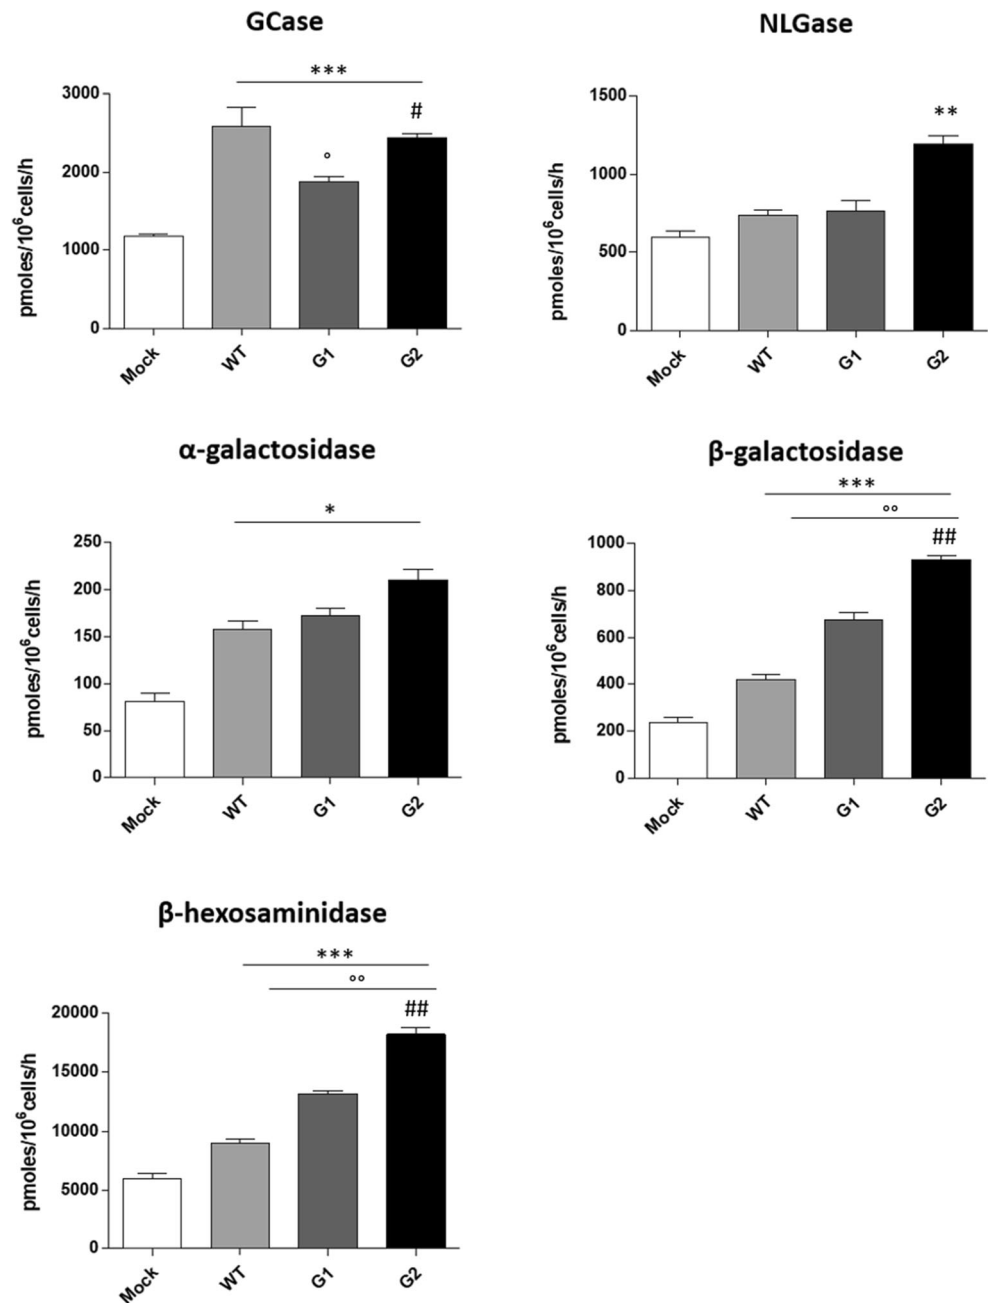 GCase
***
#
°
pmoles/10⁶cells/h
3000
2000
1000
0
Mock
WT
G1
G2
NLGase
**
pmoles/10⁶cells/h
1500
1000
500
0
Mock
WT
G1
G2
α-galactosidase
*
pmoles/10⁶cells/h
250
200
150
100
50
0
Mock
WT
G1
G2
β-galactosidase
***
°°
##
pmoles/10⁶cells/h
1000
800
600
400
200
0
Mock
WT
G1
G2
β-hexosaminidase
***
°°
##
pmoles/10⁶cells/h
20000
15000
10000
5000
0
Mock
WT
G1
G2